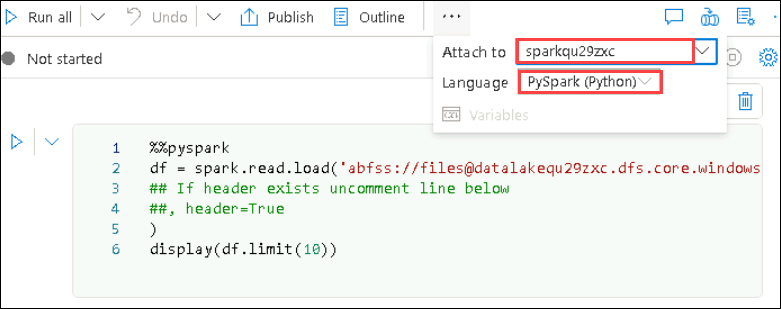 Run all Undo Publish Outline ...
Attach to sparkqu29zxc
Not started
Language PySpark (Python)
Variables
1 %%pyspark
2 df = spark.read.load('abfss://files@datalakequ29zxc.dfs.core.windows
3 ## If header exists uncomment line below
4 ##, header=True
5 )
6 display(df.limit(10))